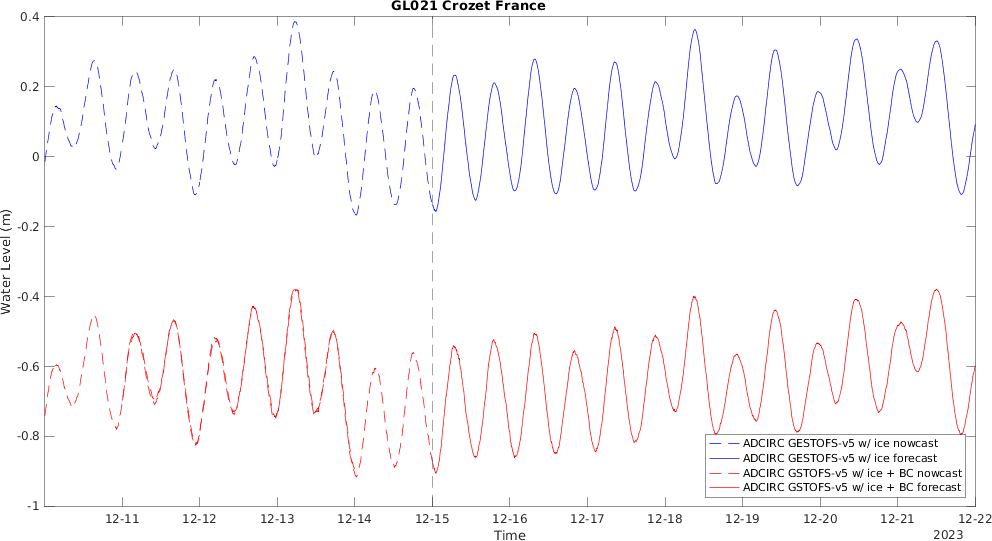 GL021 Crozet France
0.4
0.2
0
-0.2
-0.4
-0.6
-0.8
-1
Water Level (m)
ADCIRC GESTOFS-v5 w/ ice nowcast
ADCIRC GESTOFS-v5 w/ ice forecast
ADCIRC GSTOFS-v5 w/ ice + BC nowcast
ADCIRC GSTOFS-v5 w/ ice + BC forecast
12-11 12-12 12-13 12-14 12-15 12-16 12-17 12-18 12-19 12-20 12-21 12-22
Time
2023